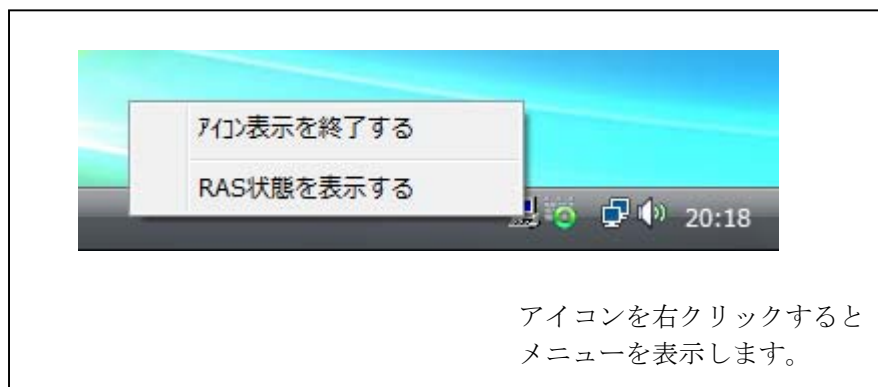 ｱｲｺﾝ表示を終了する
RAS状態を表示する
20:18
アイコンを右クリックすると
メニューを表示します。